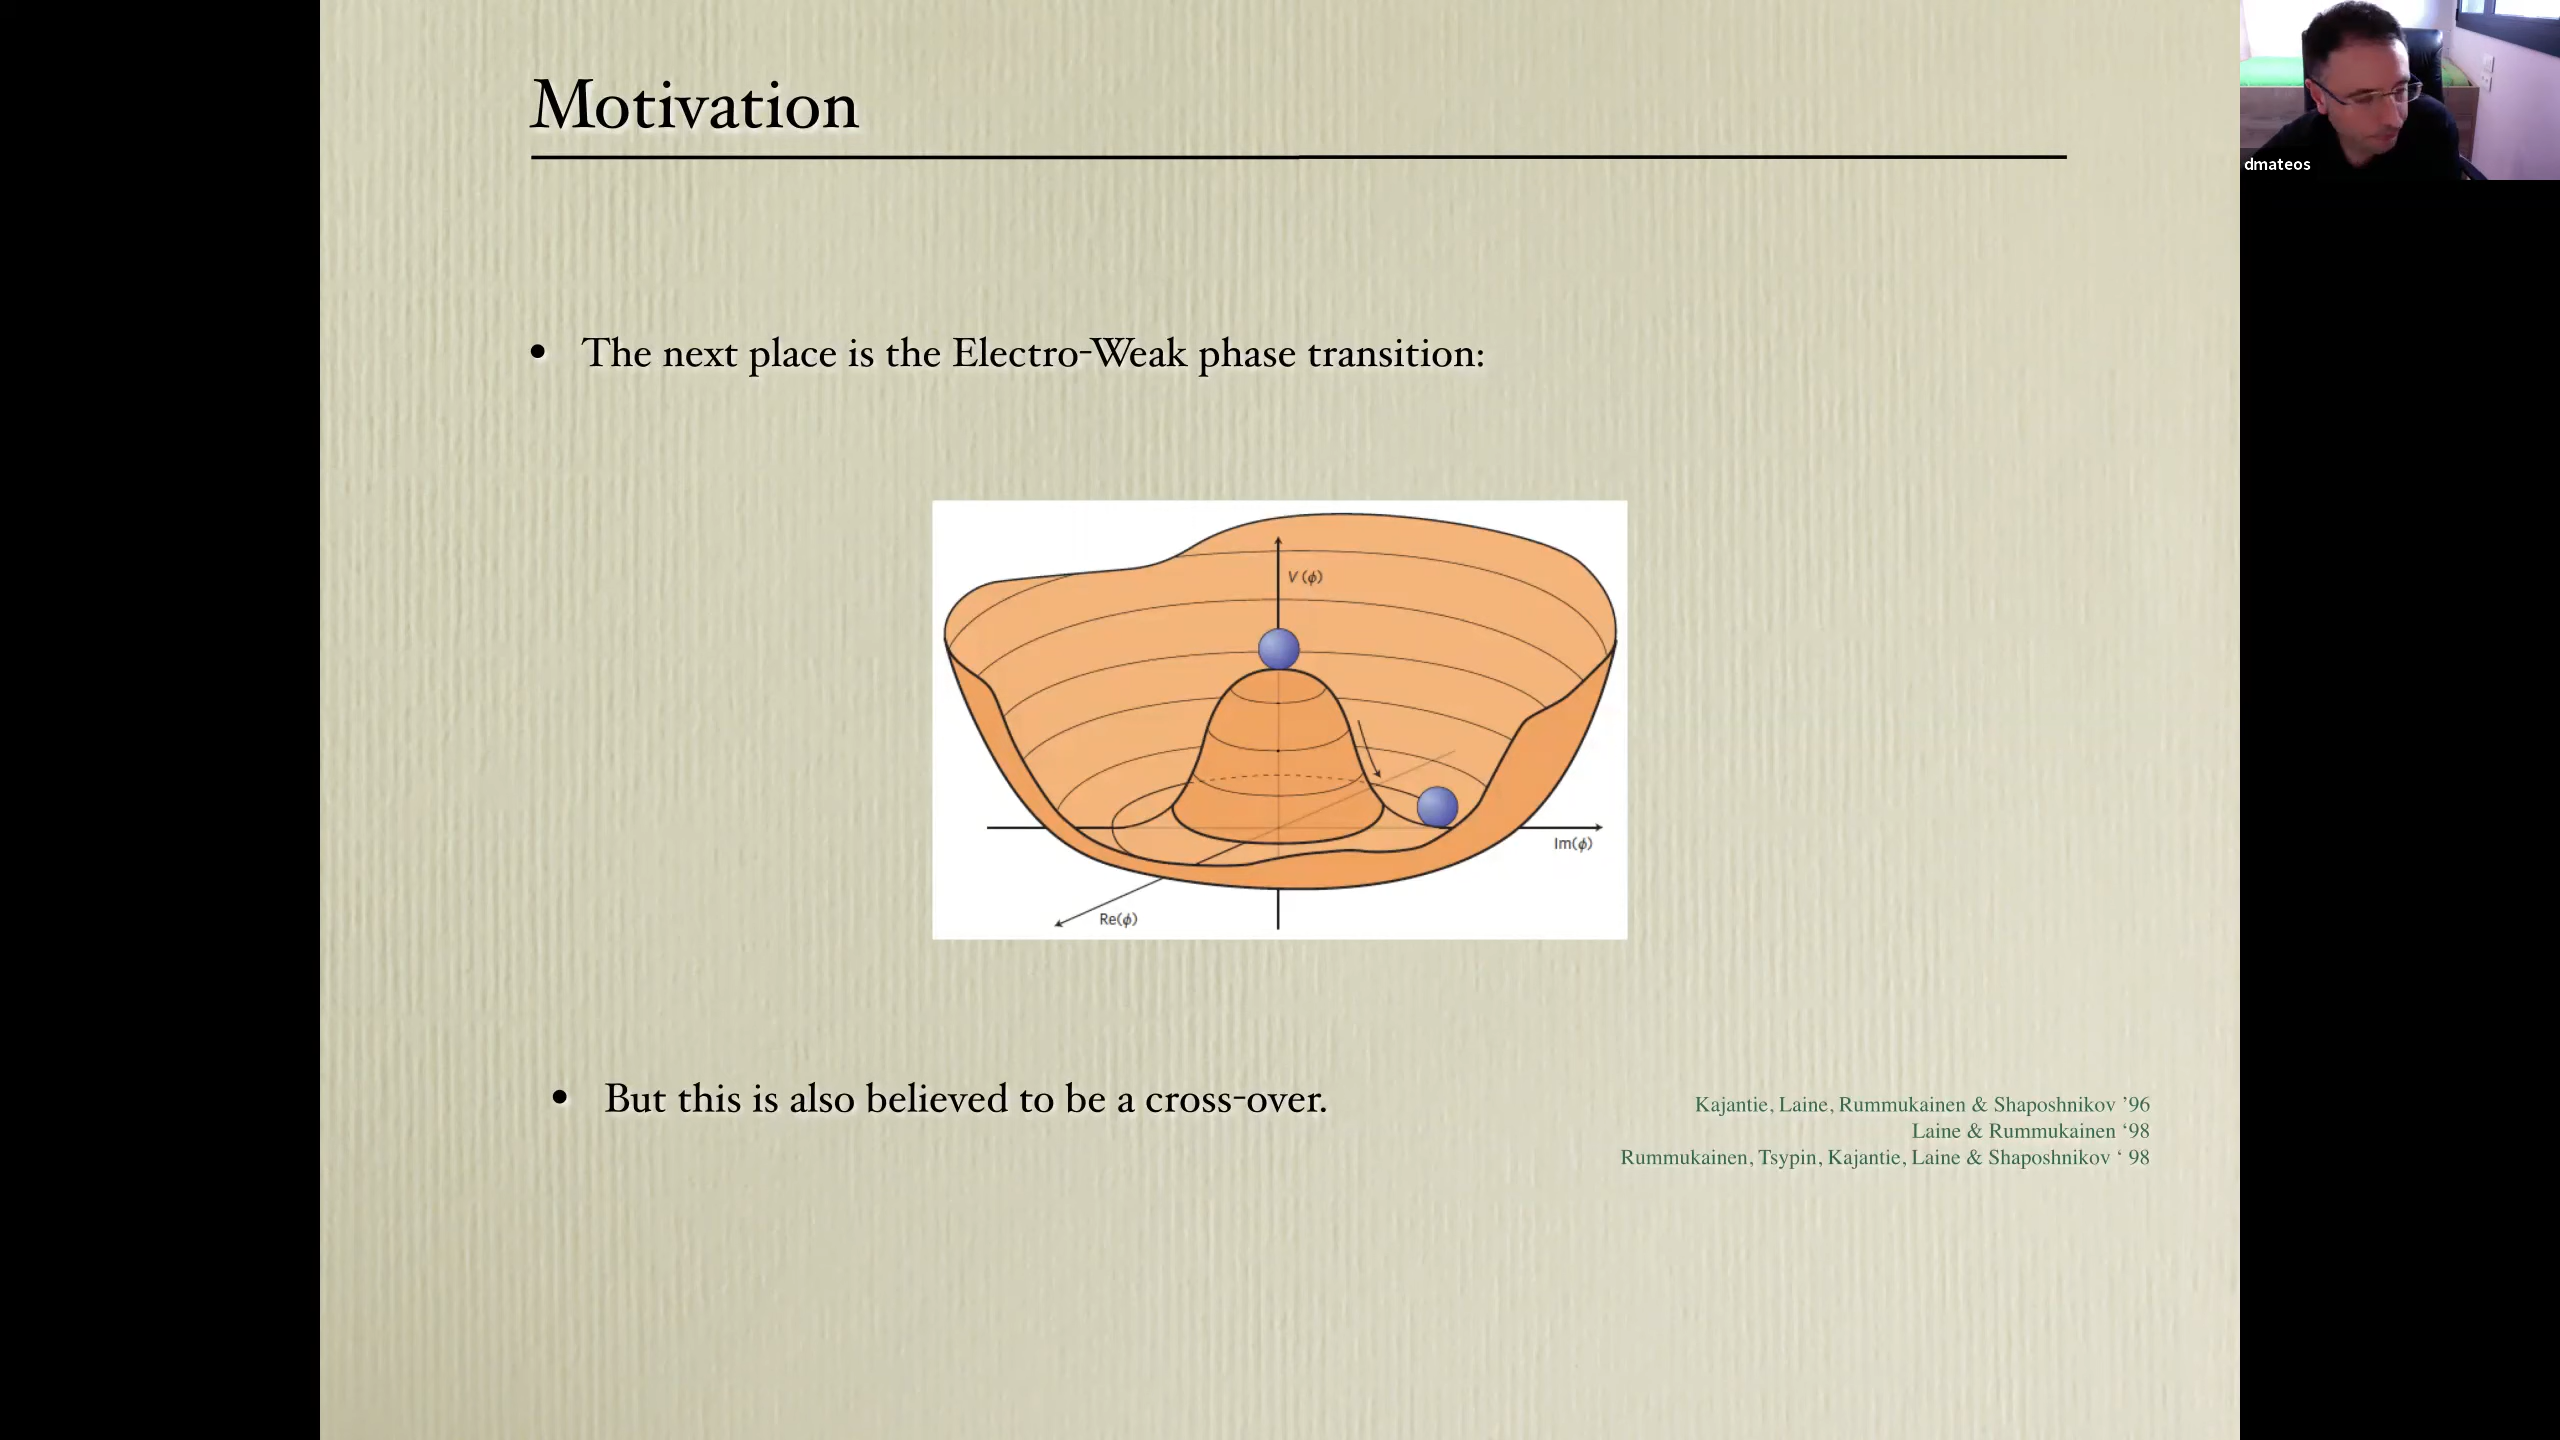 Motivation
dmateos
• The next place is the Electro-Weak phase transition:
V (ϕ)
Im(ϕ)
Re(ϕ)
• But this is also believed to be a cross-over.
Kajantie, Laine, Rummukainen & Shaposhnikov ’96
Laine & Rummukainen ‘98
Rummukainen, Tsypin, Kajantie, Laine & Shaposhnikov ‘ 98